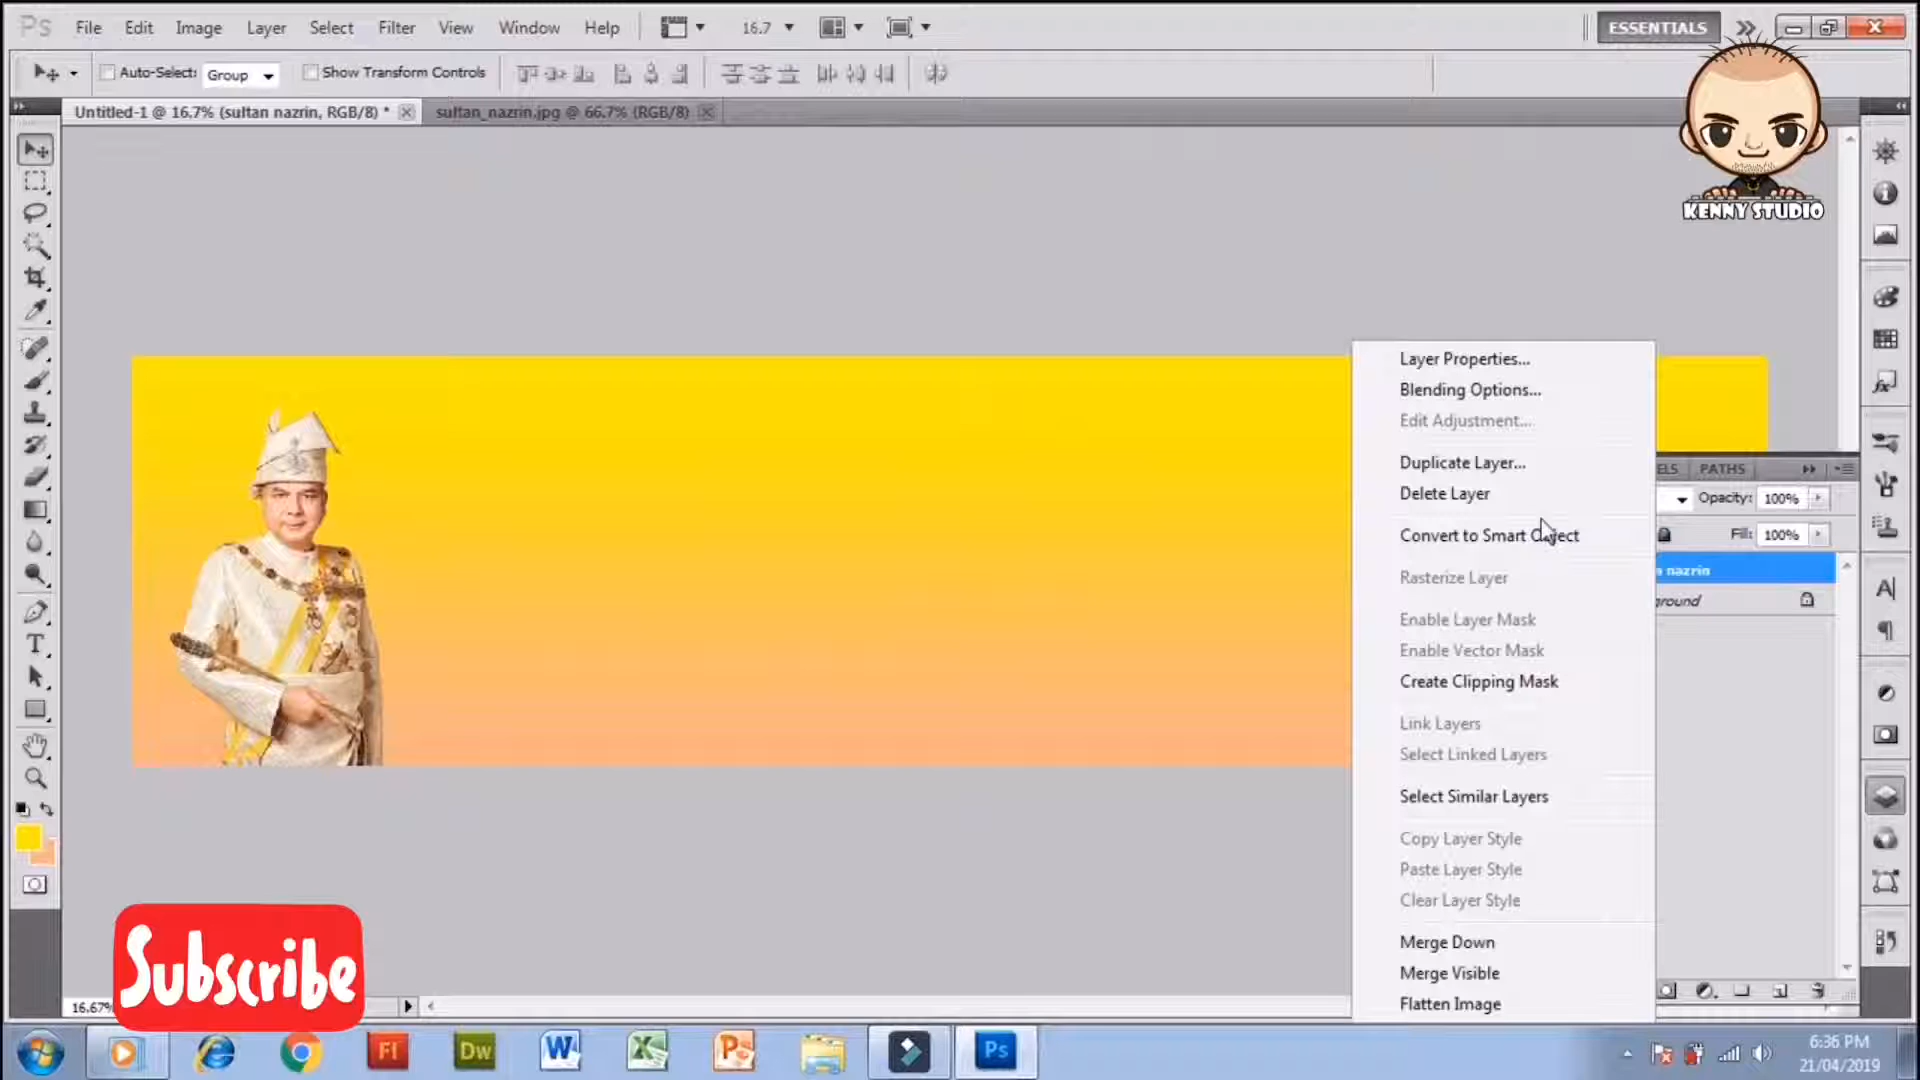 Ps File Edit Image Layer Select Filter View Window Help 16.7 ESSENTIALS
Auto-Select: Group Show Transform Controls
Untitled-1 @ 16.7% (sultan nazrin, RGB/8) * sultan_nazrin.jpg @ 66.7% (RGB/8)
KENNY STUDIO
Layer Properties...
Blending Options...
Edit Adjustment...
Duplicate Layer...
Delete Layer
Convert to Smart Object
Rasterize Layer
Enable Layer Mask
Enable Vector Mask
Create Clipping Mask
Link Layers
Select Linked Layers
Select Similar Layers
Copy Layer Style
Paste Layer Style
Clear Layer Style
Merge Down
Merge Visible
Flatten Image
ELS PATHS
Opacity: 100%
Fill: 100%
n nazrin
ground
Subscribe
16.67%
Fl Dw W X P Ps
6:36 PM
21/04/2019